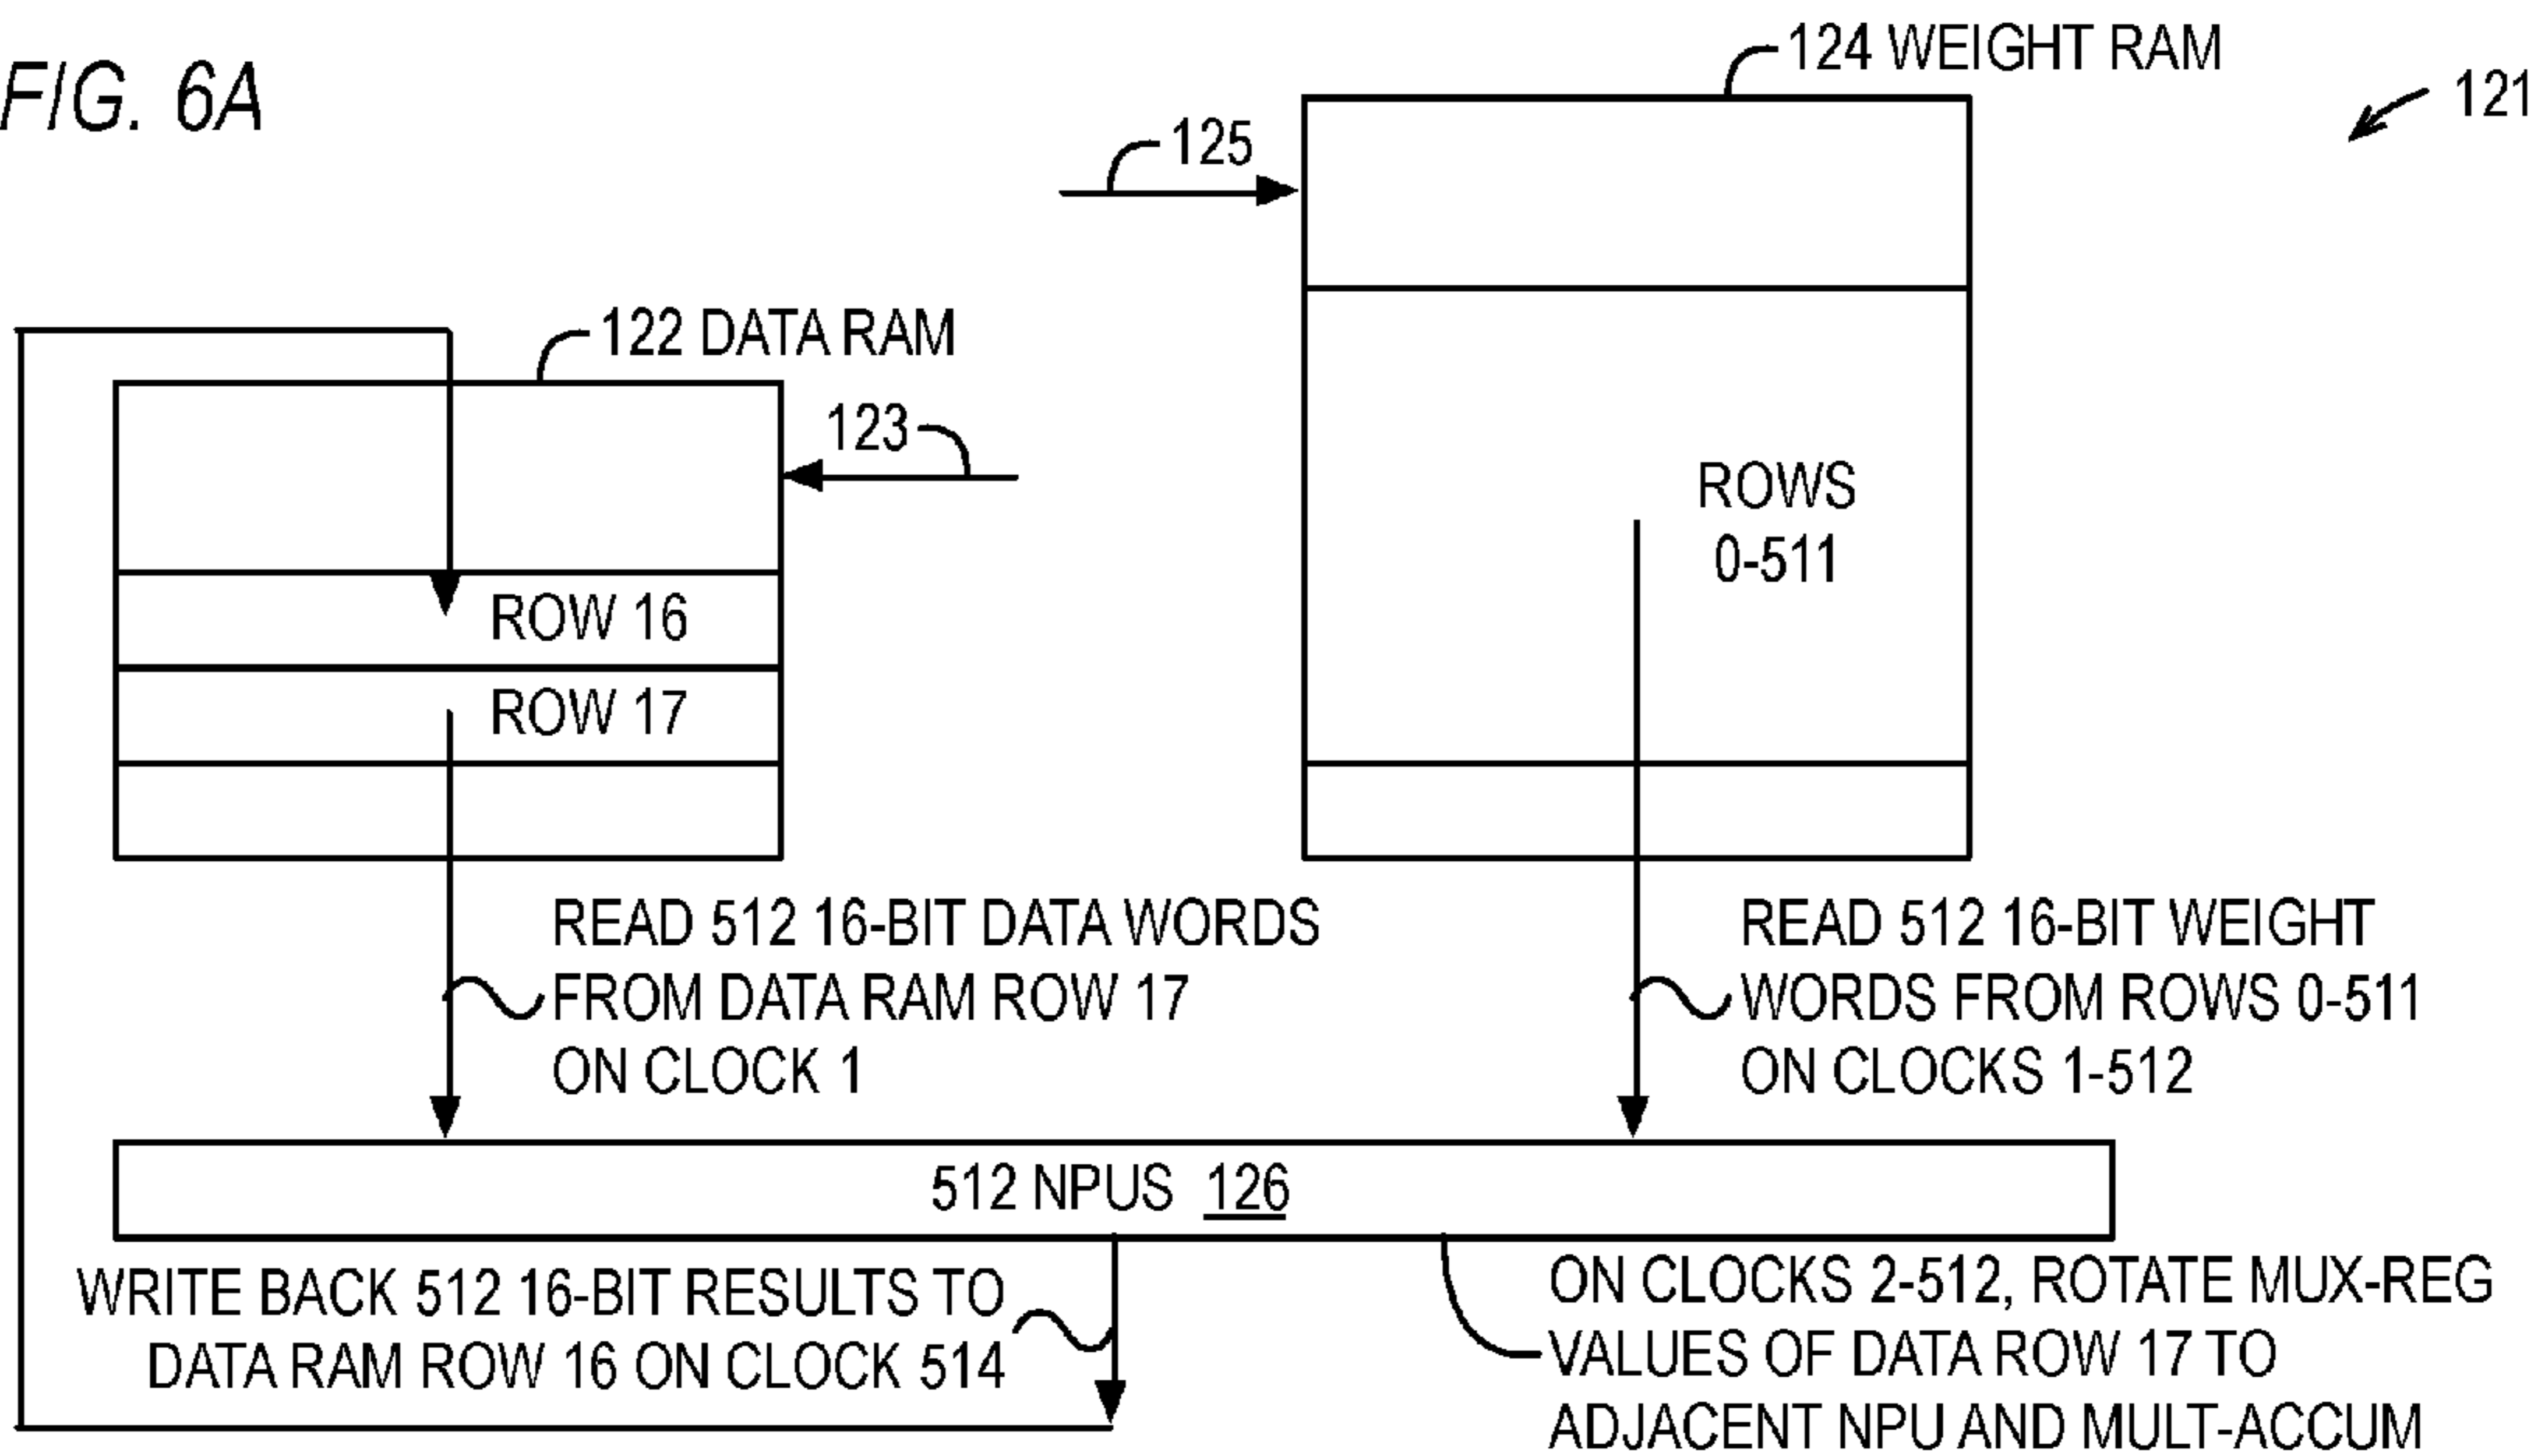 FIG. 6A
124 WEIGHT RAM
121
125
122 DATA RAM
123
ROWS
0-511
ROW 16
ROW 17
READ 512 16-BIT DATA WORDS
FROM DATA RAM ROW 17
ON CLOCK 1
READ 512 16-BIT WEIGHT
WORDS FROM ROWS 0-511
ON CLOCKS 1-512
512 NPUS 126
WRITE BACK 512 16-BIT RESULTS TO
DATA RAM ROW 16 ON CLOCK 514
ON CLOCKS 2-512, ROTATE MUX-REG
VALUES OF DATA ROW 17 TO
ADJACENT NPU AND MULT-ACCUM